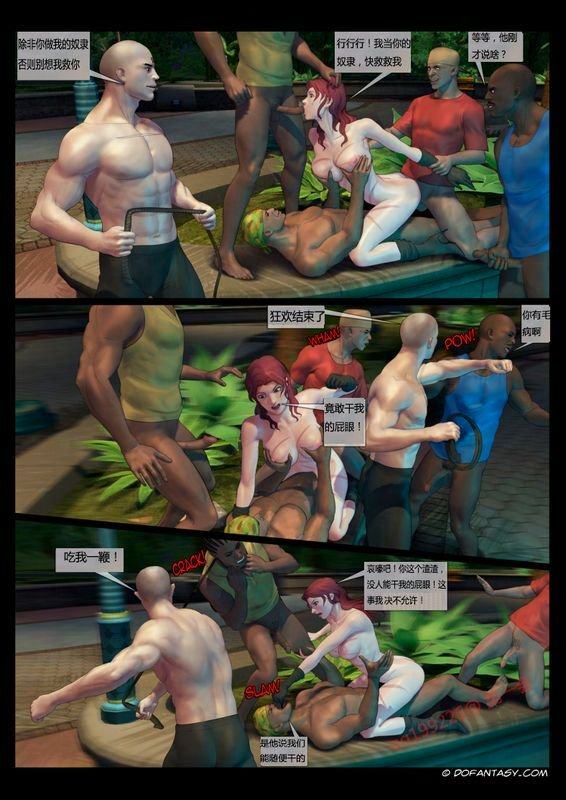 除非你做我的奴隶
否则别想我救你
行行行！我当你的
奴隶，快救救我
等等，他刚
才说啥？
狂欢结束了
WHAM!
POW!
你有毛
病啊
竟敢干我
的屁眼！
吃我一鞭！
CRACK!
哀嚎吧！你这个渣渣，
没人能干我的屁眼！这
事我决不允许！
SLAM!
是他说我们
能随便干的
© DOFANTASY.COM